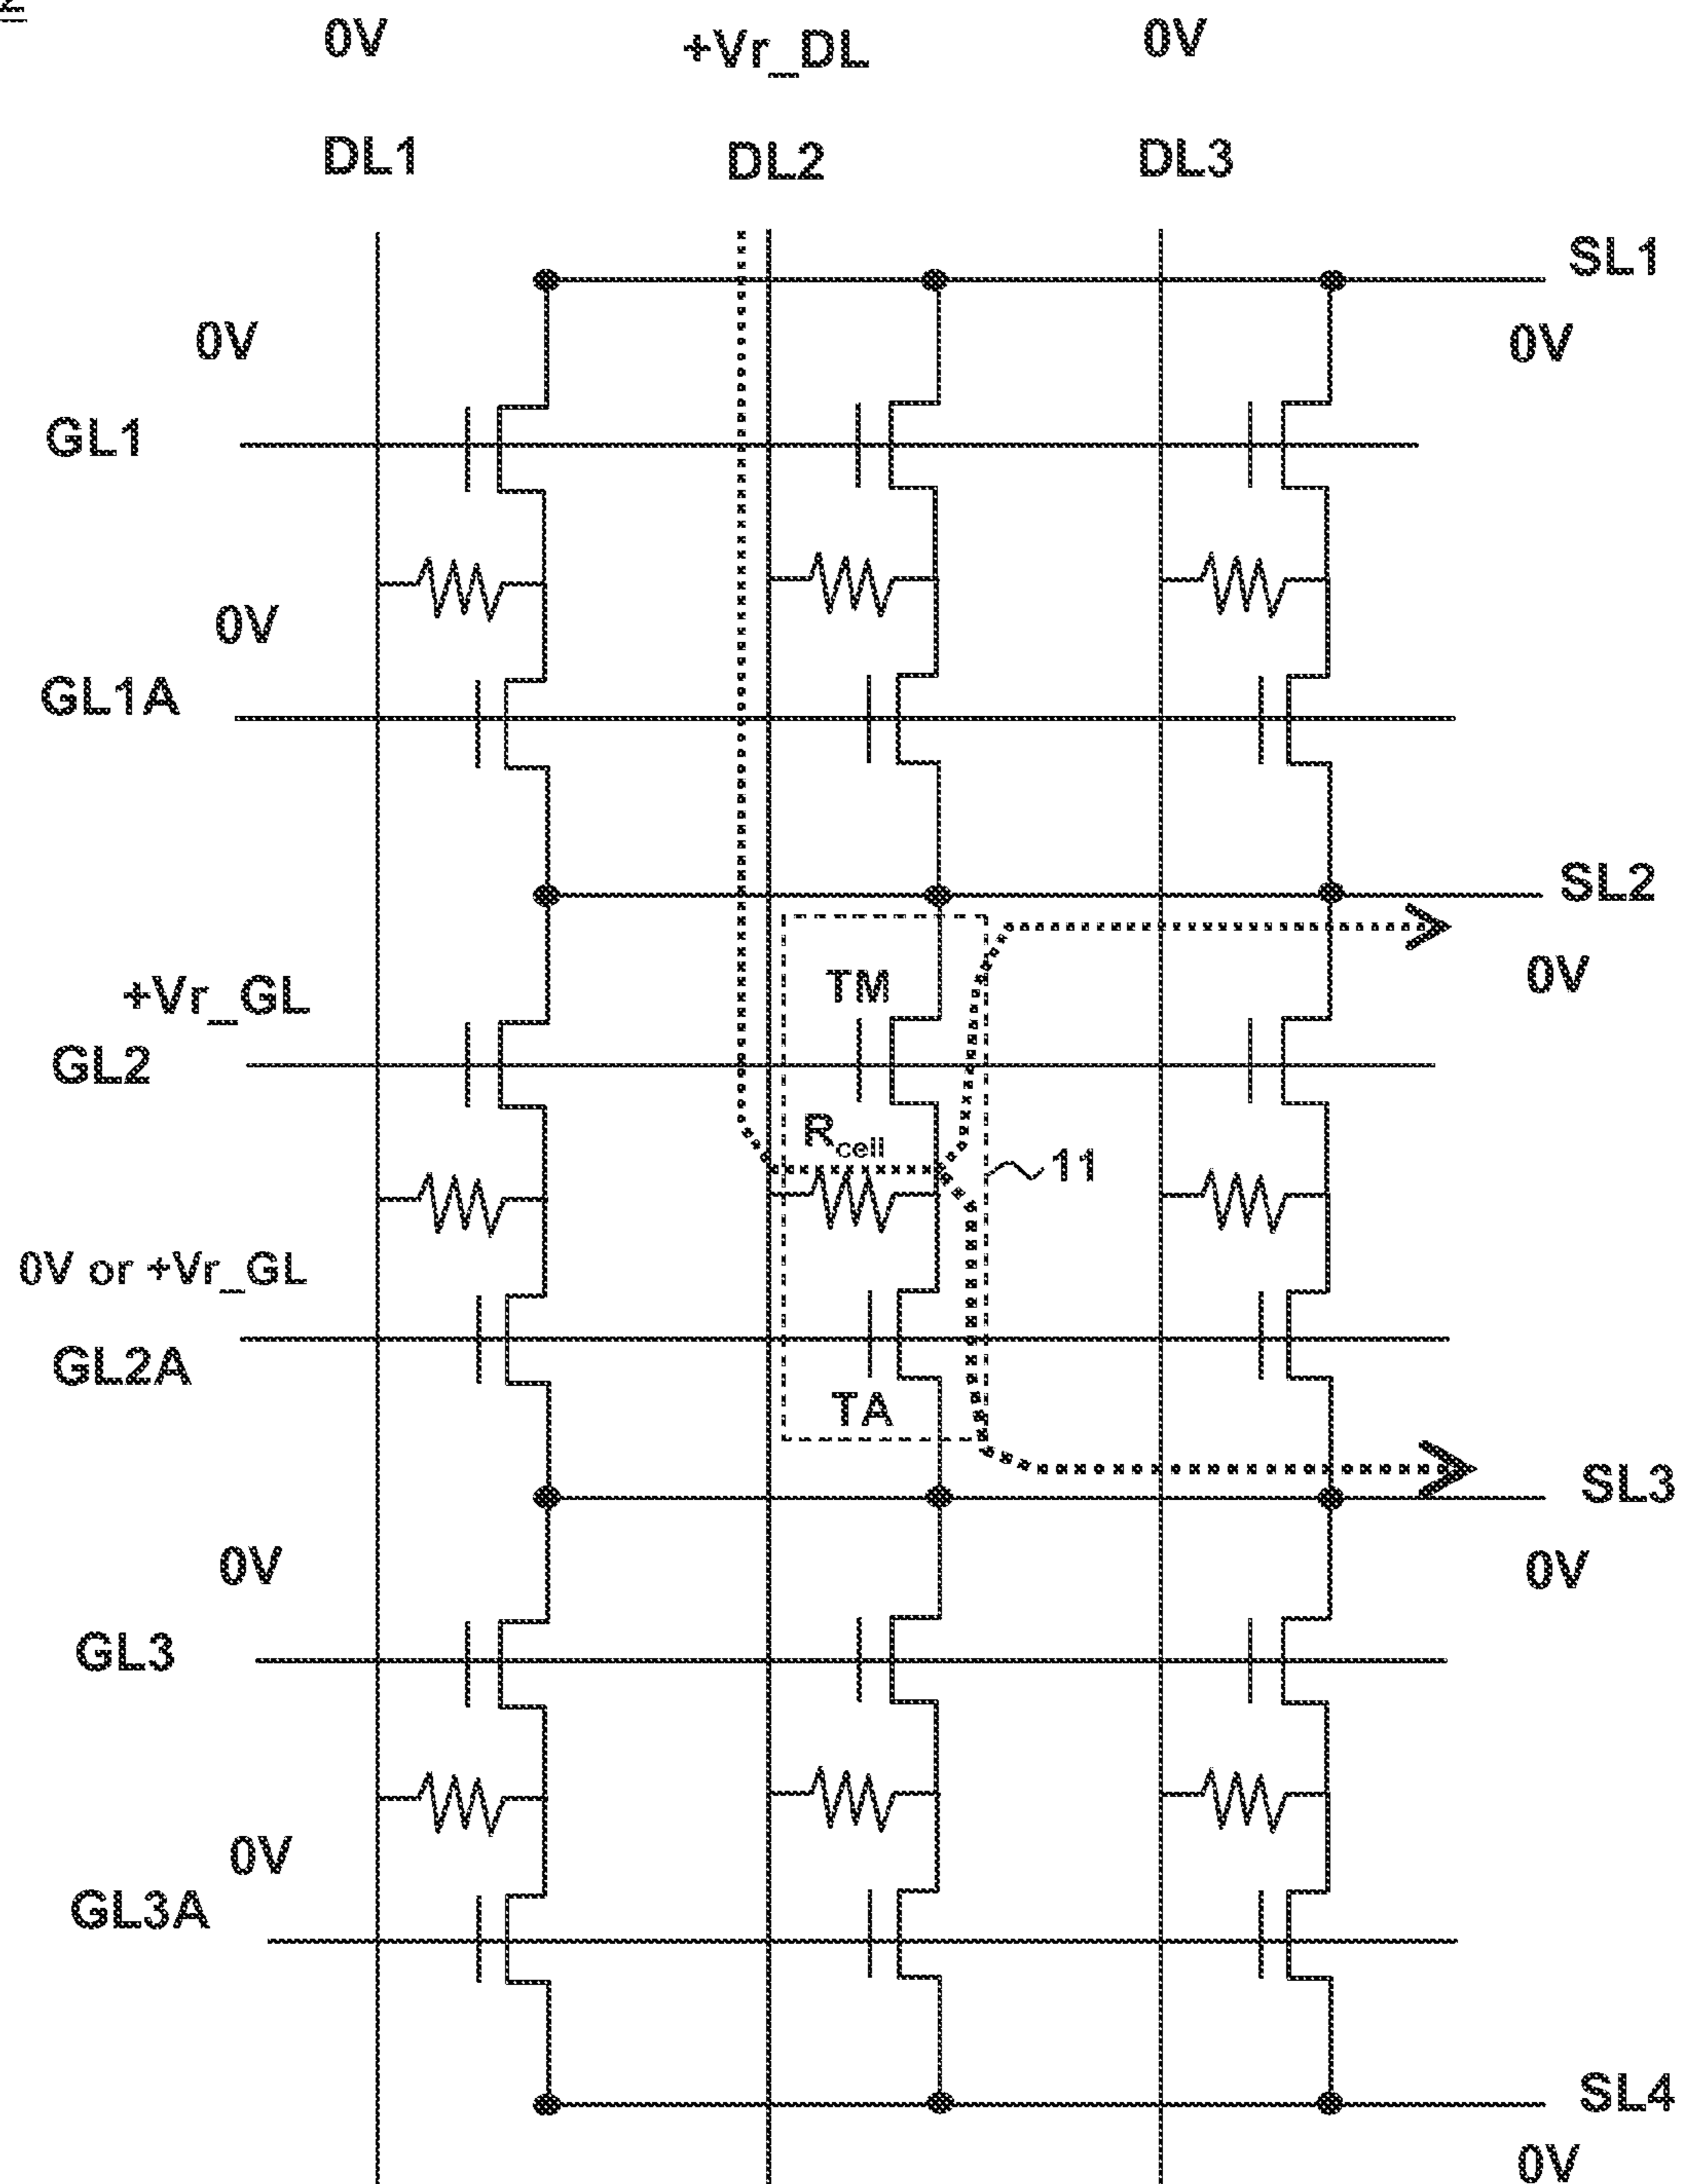 0V +Vr_DL 0V
DL1 DL2 DL3
SL1
0V 0V
GL1
0V
GL1A
SL2
TM 0V
+Vr_GL
GL2
Rcell 11
0V or +Vr_GL
GL2A
TA
SL3
0V 0V
GL3
0V
GL3A
SL4
0V